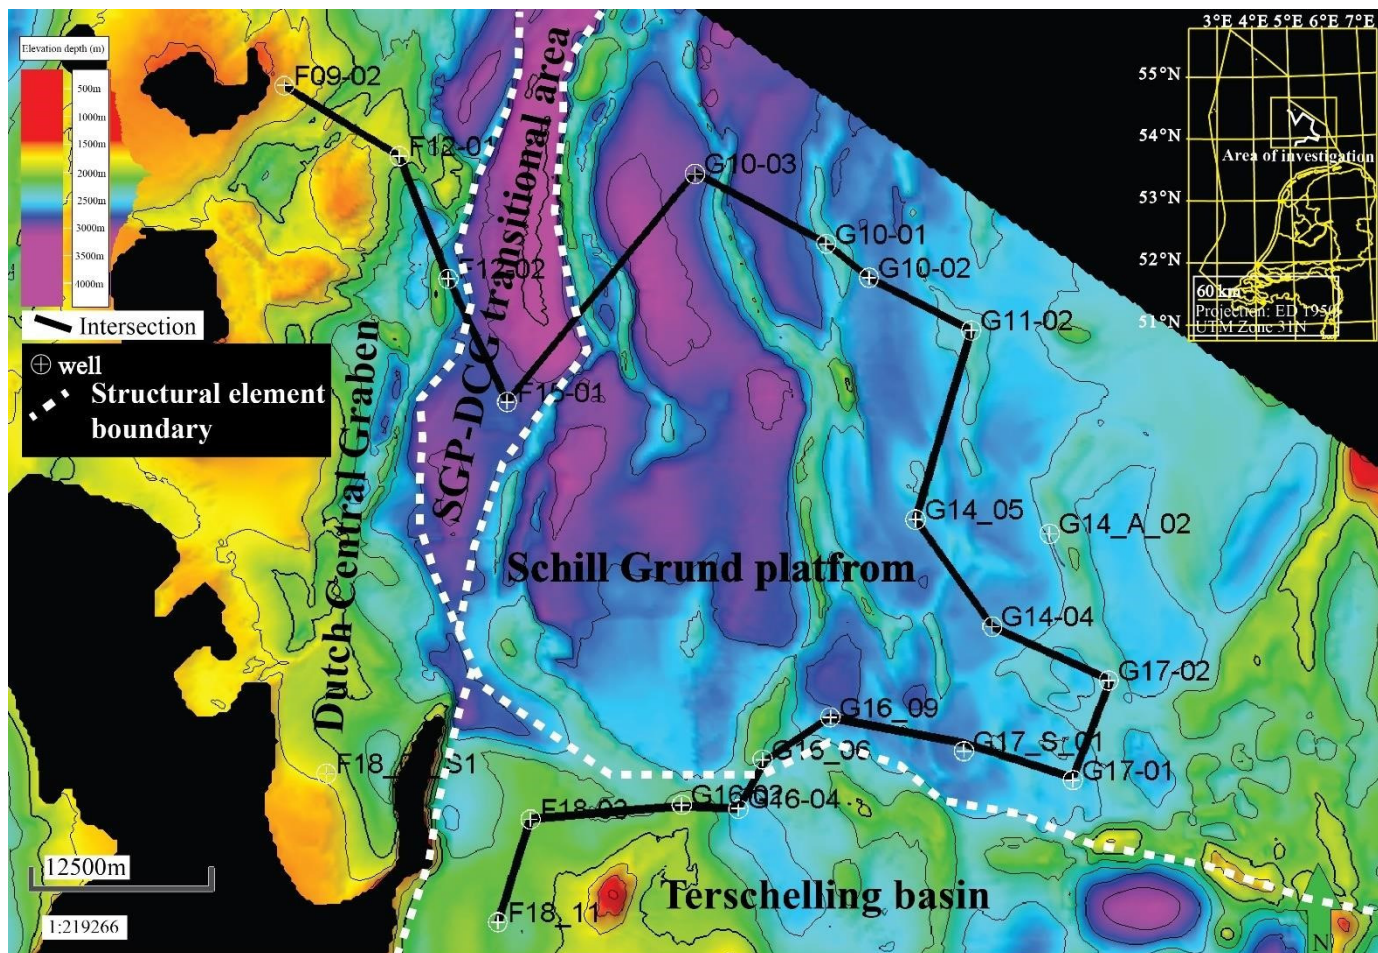 Elevation depth (m)
500m
1000m
1500m
2000m
2500m
3000m
3500m
4000m
Intersection
well
Structural element
boundary
F09-02
F12-01
F12-02
F15-01
G10-03
G10-01
G10-02
G11-02
G14_05
G14_A_02
G14-04
G17-02
G16_09
G17_S_01
G17-01
G16_06
G16-04
G16-02
F18-03
F18_11
Dutch Central Graben
SGP-DCG transitional area
Schill Grund platfrom
Terschelling basin
3°E 4°E 5°E 6°E 7°E
55°N
54°N
53°N
52°N
51°N
Area of investigation
60 km
Projection: ED 1950
UTM Zone 31N
12500m
1:219266
N